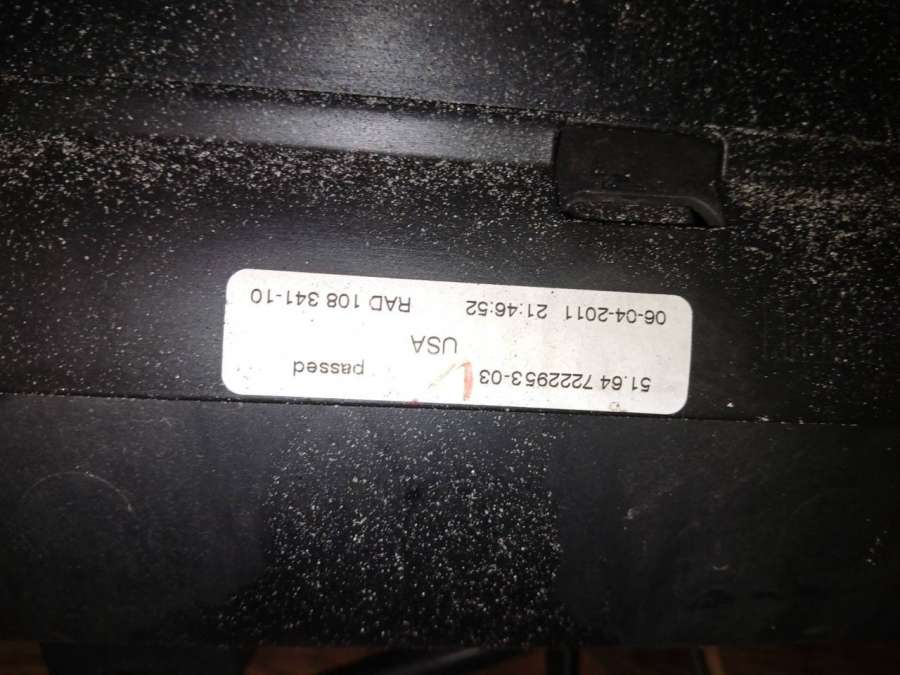 51.64 7222953-03 passed
USA
06-04-2011 21:46:52 RAD 108 341-10